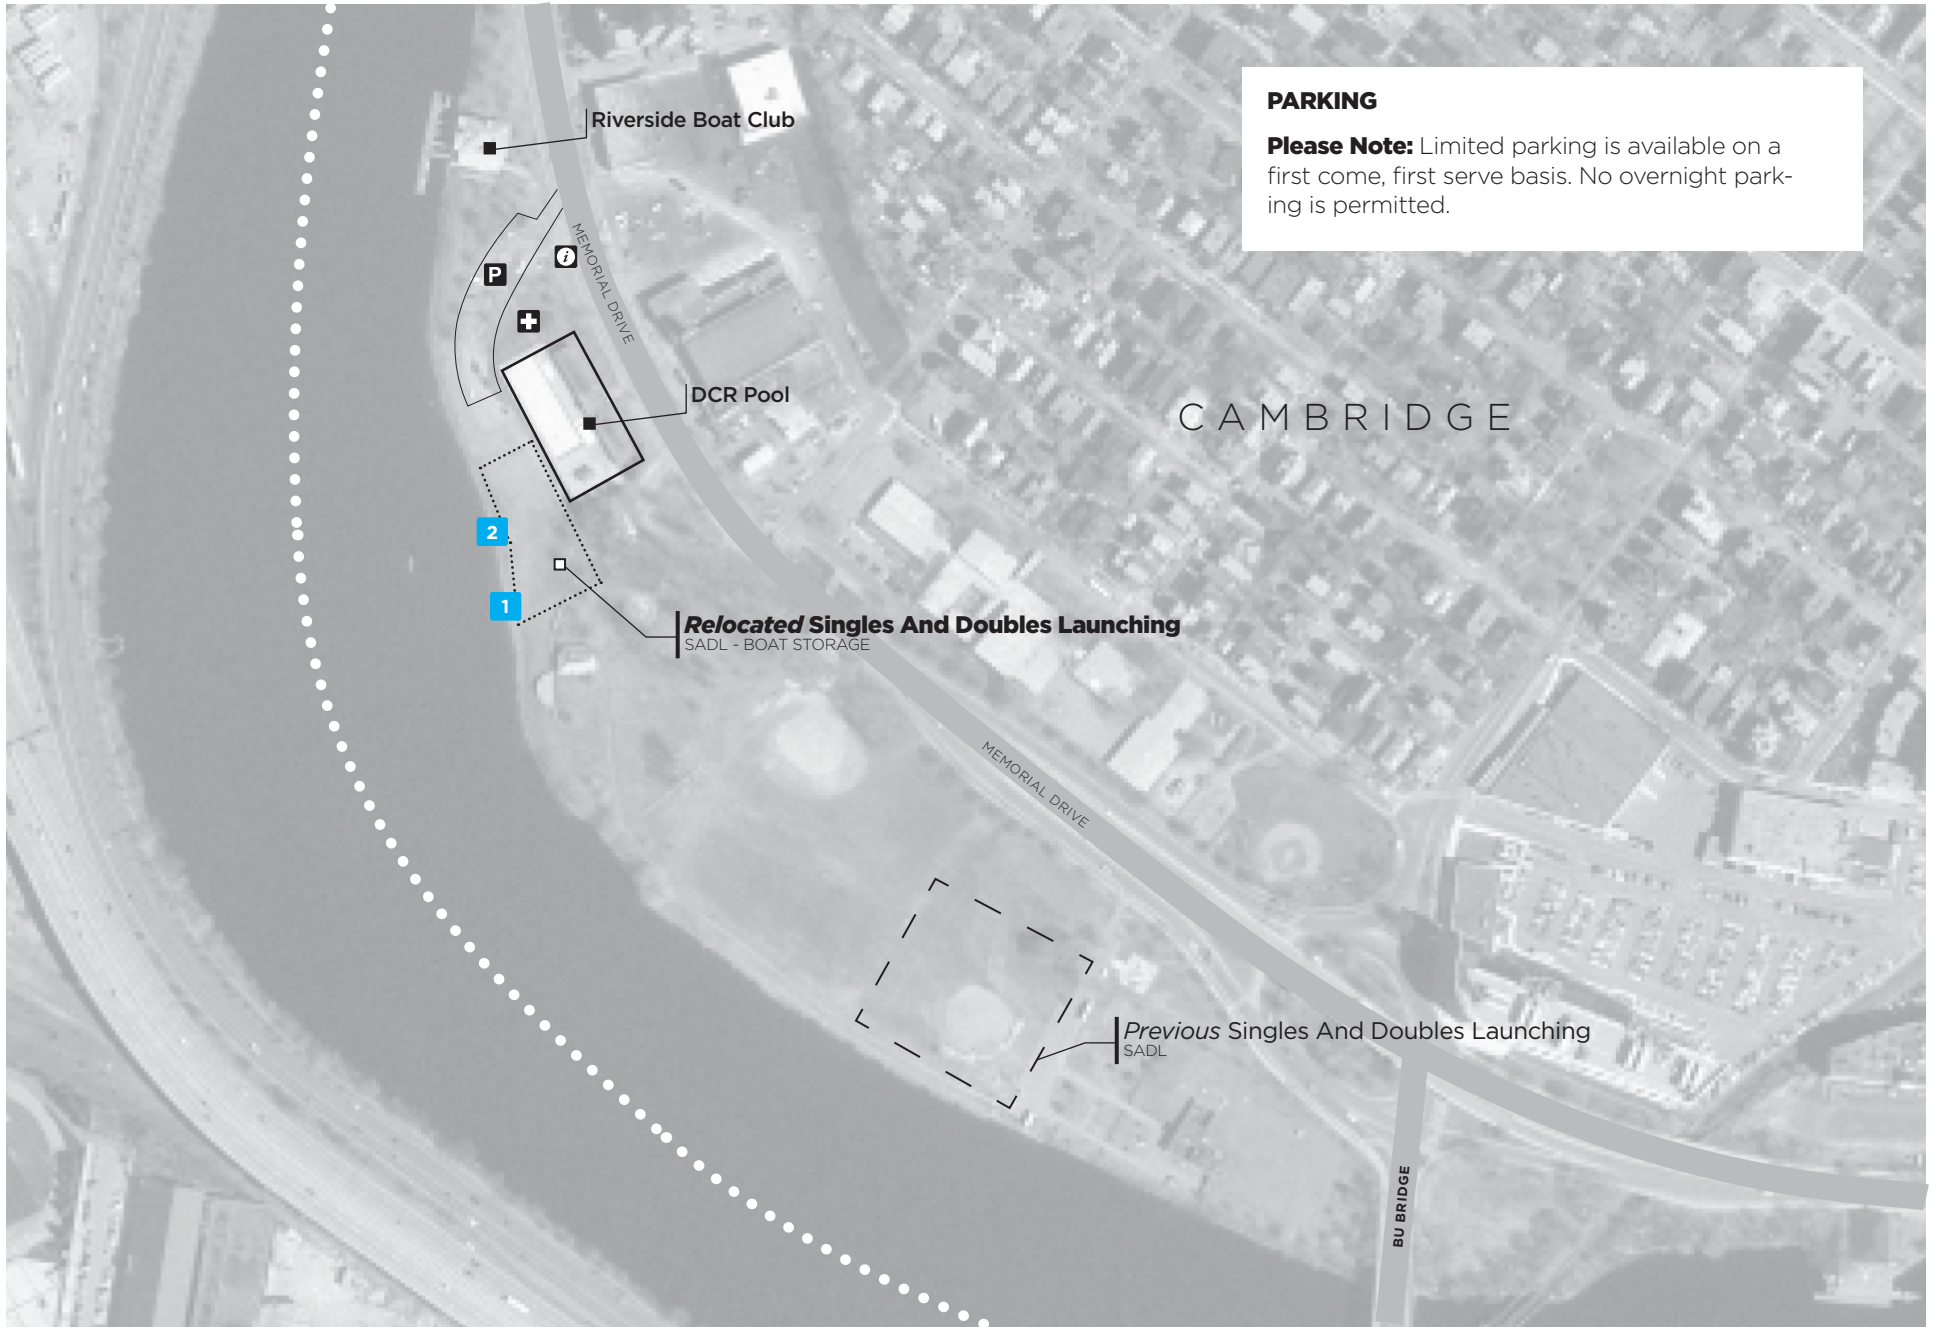 PARKING
Please Note: Limited parking is available on a
first come, first serve basis. No overnight park-
ing is permitted.
Riverside Boat Club
P
i
MEMORIAL DRIVE
DCR Pool
CAMBRIDGE
2
1
Relocated Singles And Doubles Launching
SADL - BOAT STORAGE
MEMORIAL DRIVE
Previous Singles And Doubles Launching
SADL
BU BRIDGE